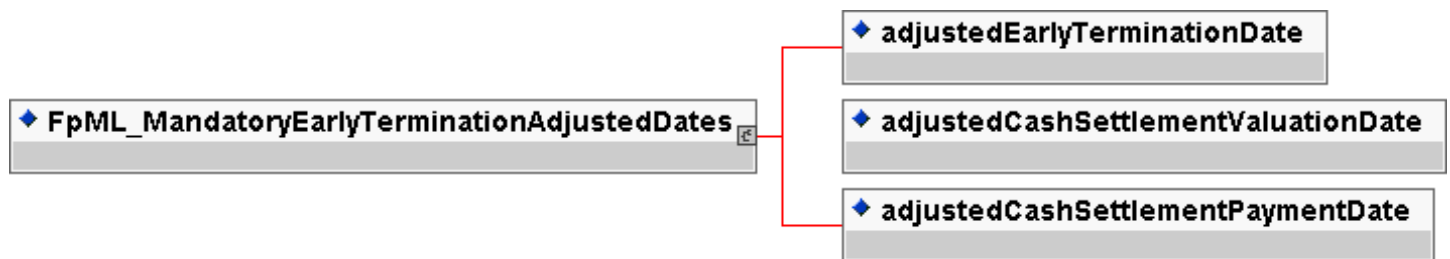 adjustedEarlyTerminationDate
FpML_MandatoryEarlyTerminationAdjustedDates
adjustedCashSettlementValuationDate
adjustedCashSettlementPaymentDate